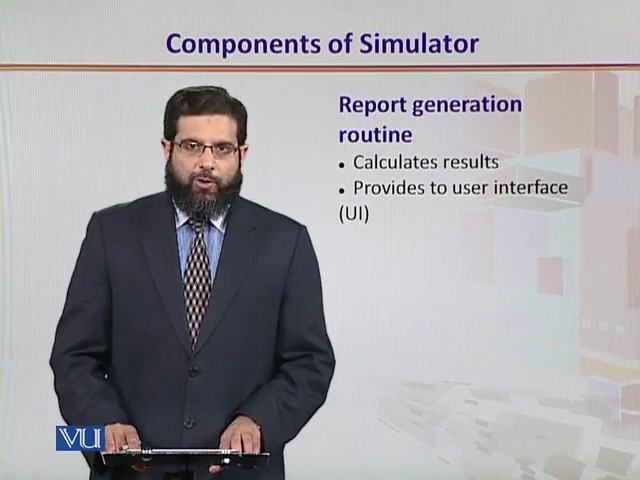 Components of Simulator
Report generation
routine
• Calculates results
• Provides to user interface
(UI)
VU